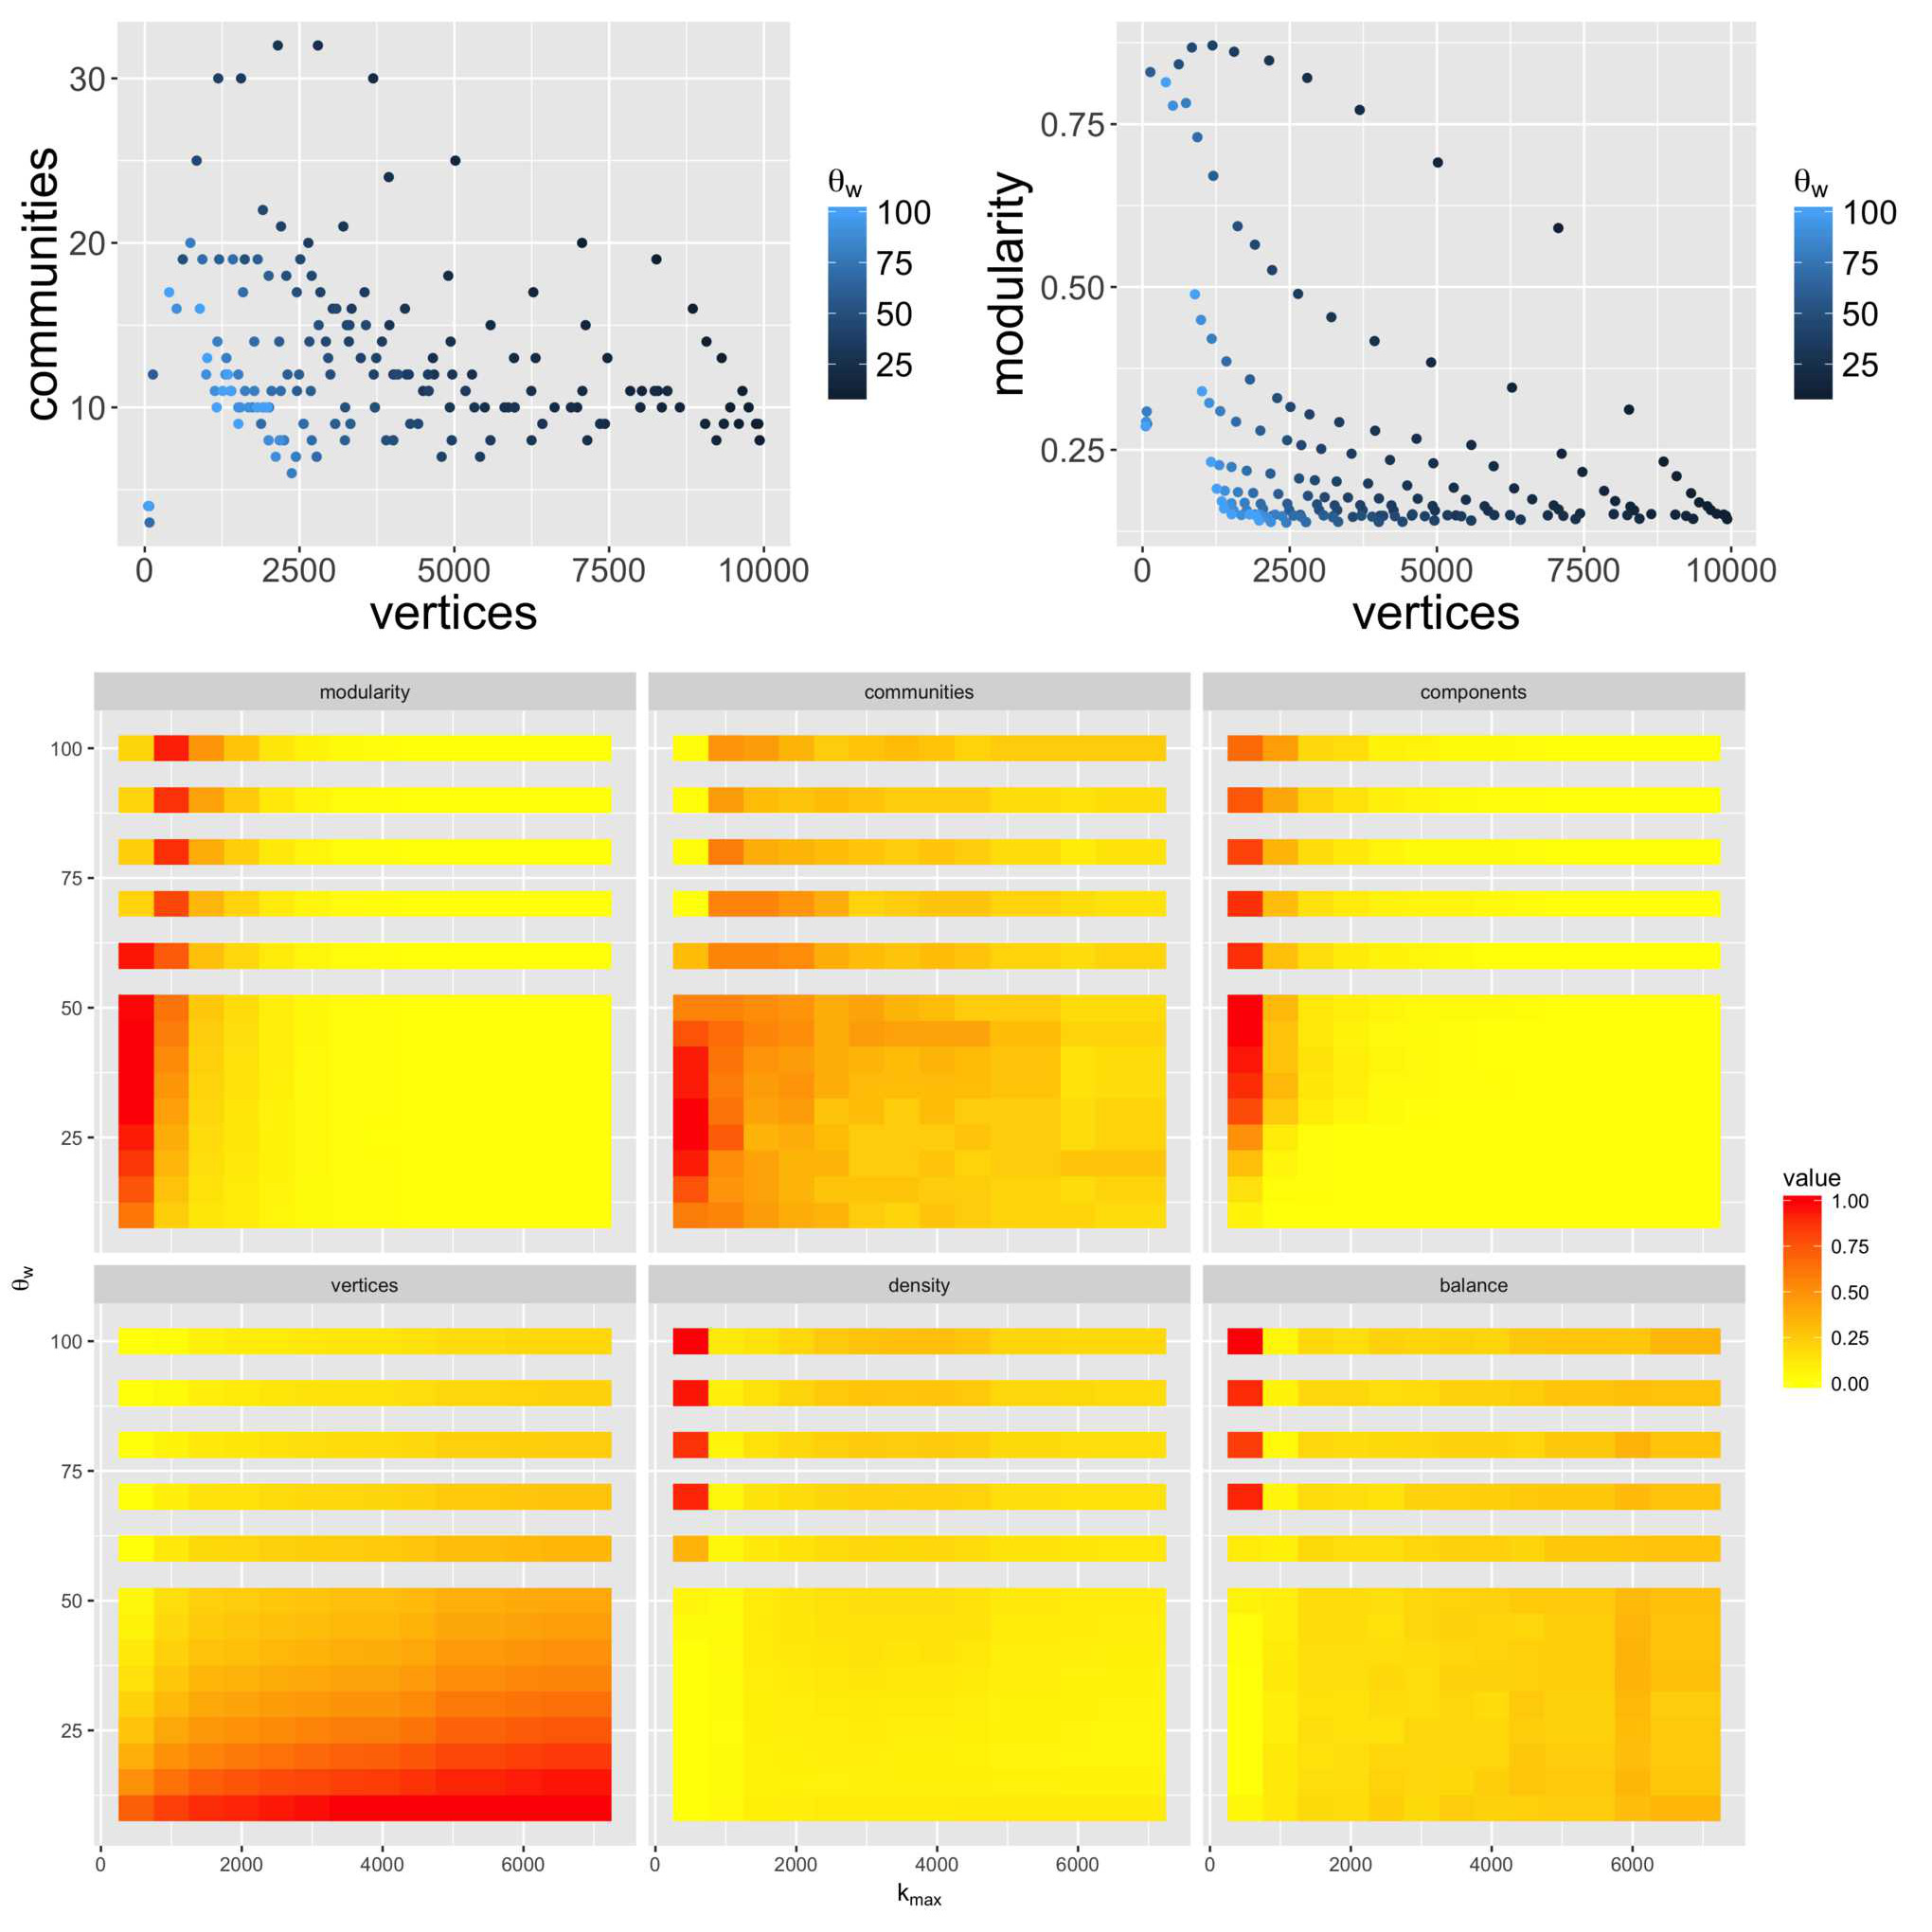 communities
30
20
10
0 2500 5000 7500 10000
vertices
θw
100
75
50
25
modularity
0.75
0.50
0.25
0 2500 5000 7500 10000
vertices
θw
100
75
50
25
modularity communities components
100
75
50
25
θw
vertices density balance
100
75
50
25
0 2000 4000 6000 0 2000 4000 6000 0 2000 4000 6000
kmax
value
1.00
0.75
0.50
0.25
0.00